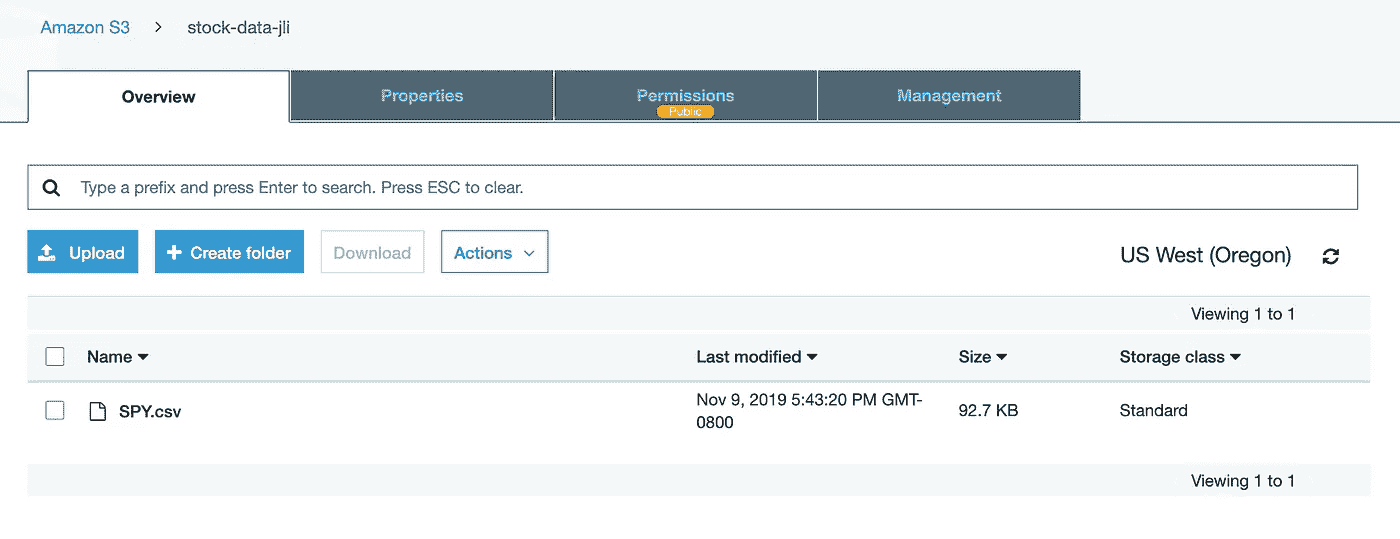 Amazon S3 > stock-data-jli
Overview Properties Permissions Management
Public
Type a prefix and press Enter to search. Press ESC to clear.
Upload + Create folder Download Actions
US West (Oregon)
Viewing 1 to 1
Name Last modified Size Storage class
SPY.csv Nov 9, 2019 5:43:20 PM GMT- 92.7 KB Standard
0800
Viewing 1 to 1